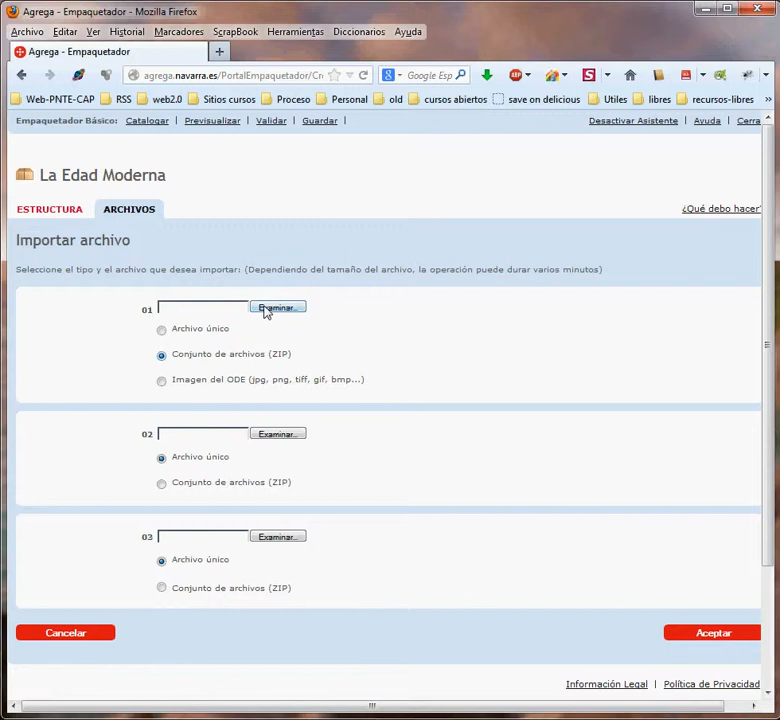 Agrega - Empaquetador - Mozilla Firefox
Archivo Editar Ver Historial Marcadores ScrapBook Herramientas Diccionarios Ayuda
Agrega - Empaquetador
agrega.navarra.es/PortalEmpaquetador/Cr
Google Esp
Web-PNTE-CAP RSS web2.0 Sitios cursos Proceso Personal old cursos abiertos save on delicious Utiles libres recursos-libres
Empaquetador Básico: Catalogar | Previsualizar | Validar | Guardar | Desactivar Asistente | Ayuda | Cerra
La Edad Moderna
ESTRUCTURA ARCHIVOS ¿Qué debo hacer?
Importar archivo
Seleccione el tipo y el archivo que desea importar: (Dependiendo del tamaño del archivo, la operación puede durar varios minutos)
01 Examinar...
Archivo único
Conjunto de archivos (ZIP)
Imagen del ODE (jpg, png, tiff, gif, bmp...)
02 Examinar...
Archivo único
Conjunto de archivos (ZIP)
03 Examinar...
Archivo único
Conjunto de archivos (ZIP)
Cancelar Aceptar
Información Legal | Política de Privacidad